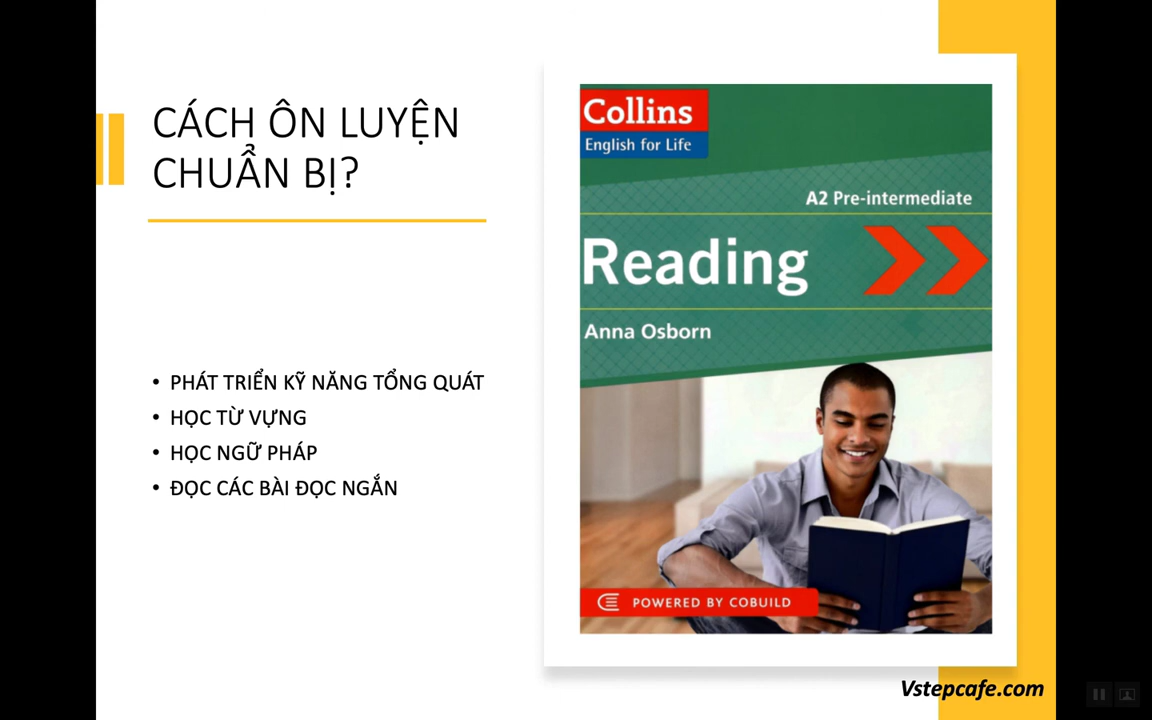 CÁCH ÔN LUYỆN
CHUẨN BỊ?
• PHÁT TRIỂN KỸ NĂNG TỔNG QUÁT
• HỌC TỪ VỰNG
• HỌC NGỮ PHÁP
• ĐỌC CÁC BÀI ĐỌC NGẮN
Collins
English for Life
A2 Pre-intermediate
Reading
Anna Osborn
POWERED BY COBUILD
Vstepcafe.com